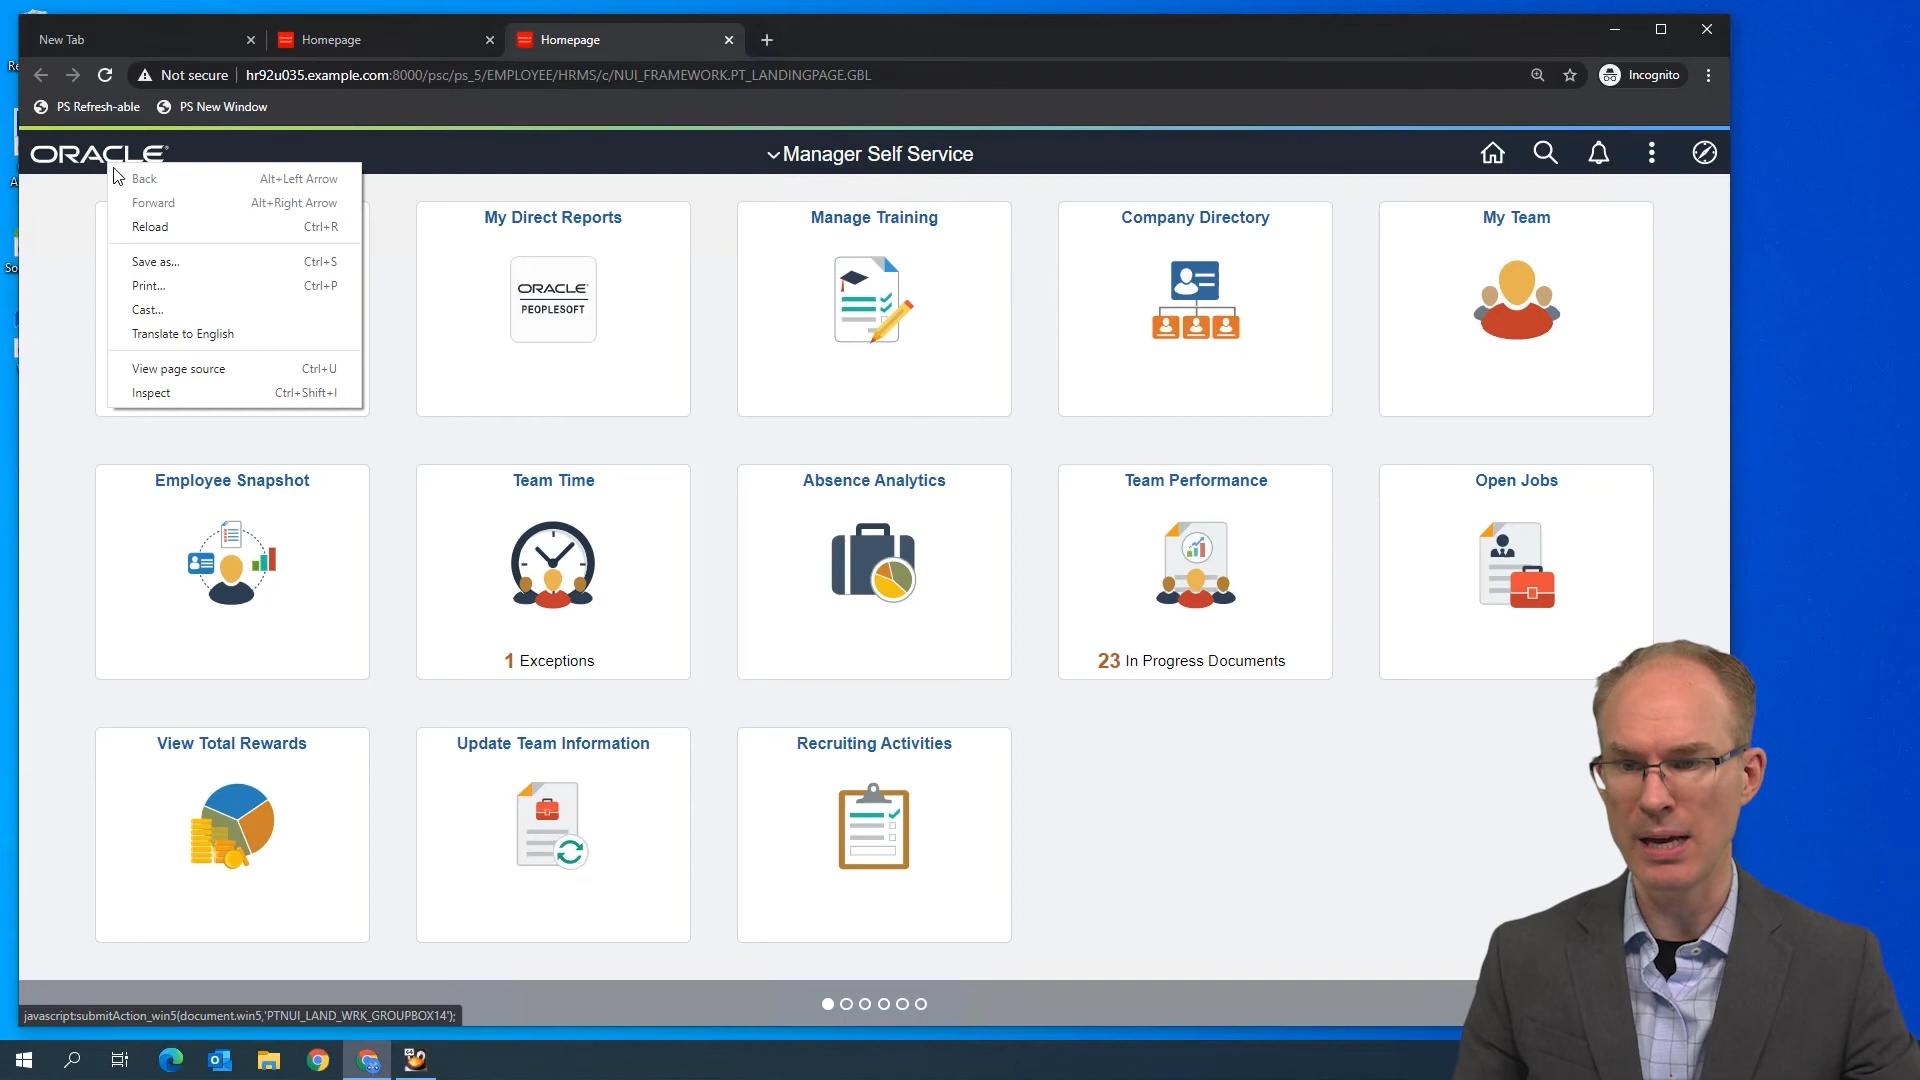 New Tab
Homepage
Homepage
Not secure
hr92u035.example.com:8000/psc/ps_5/EMPLOYEE/HRMS/c/NUI_FRAMEWORK.PT_LANDINGPAGE.GBL
Incognito
PS Refresh-able
PS New Window
ORACLE
Manager Self Service
Back Alt+Left Arrow
Forward Alt+Right Arrow
Reload Ctrl+R
Save as... Ctrl+S
Print... Ctrl+P
Cast...
Translate to English
View page source Ctrl+U
Inspect Ctrl+Shift+I
My Direct Reports
ORACLE
PEOPLESOFT
Manage Training
Company Directory
My Team
Employee Snapshot
Team Time
1 Exceptions
Absence Analytics
Team Performance
23 In Progress Documents
Open Jobs
View Total Rewards
Update Team Information
Recruiting Activities
javascript:submitAction_win5(document.win5,'PTNUI_LAND_WRK_GROUPBOX14');